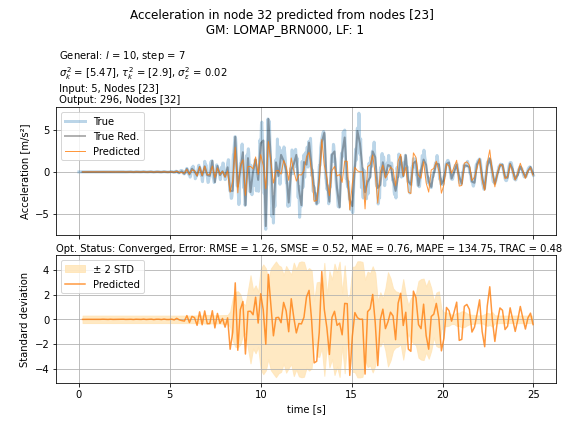 Acceleration in node 32 predicted from nodes [23]
GM: LOMAP_BRN000, LF: 1
General: l = 10, step = 7
σ_k² = [5.47], τ_k² = [2.9], σ_ε² = 0.02
Input: 5, Nodes [23]
Output: 296, Nodes [32]
True
True Red.
Predicted
Acceleration [m/s²]
5
0
−5
Opt. Status: Converged, Error: RMSE = 1.26, SMSE = 0.52, MAE = 0.76, MAPE = 134.75, TRAC = 0.48
± 2 STD
Predicted
Standard deviation
4
2
0
−2
−4
0 5 10 15 20 25
time [s]